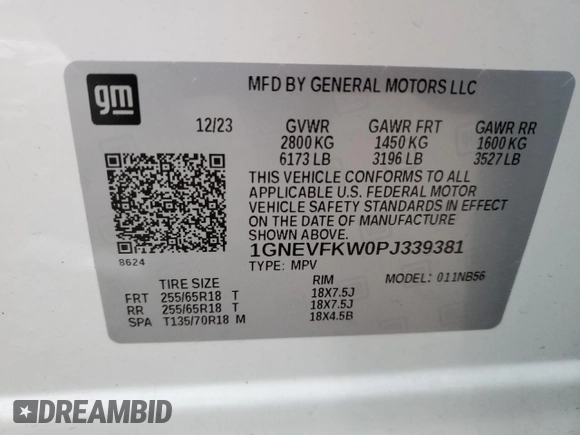 gm
MFD BY GENERAL MOTORS LLC
12/23 GVWR GAWR FRT GAWR RR
2800 KG 1450 KG 1600 KG
6173 LB 3196 LB 3527 LB
THIS VEHICLE CONFORMS TO ALL
APPLICABLE U.S. FEDERAL MOTOR
VEHICLE SAFETY STANDARDS IN EFFECT
ON THE DATE OF MANUFACTURE
SHOWN ABOVE.
8624 1GNEVFKW0PJ339381
TYPE: MPV MODEL: 011NB56
TIRE SIZE RIM
FRT 255/65R18 T 18X7.5J
RR 255/65R18 T 18X7.5J
SPA T135/70R18 M 18X4.5B
DREAMBID